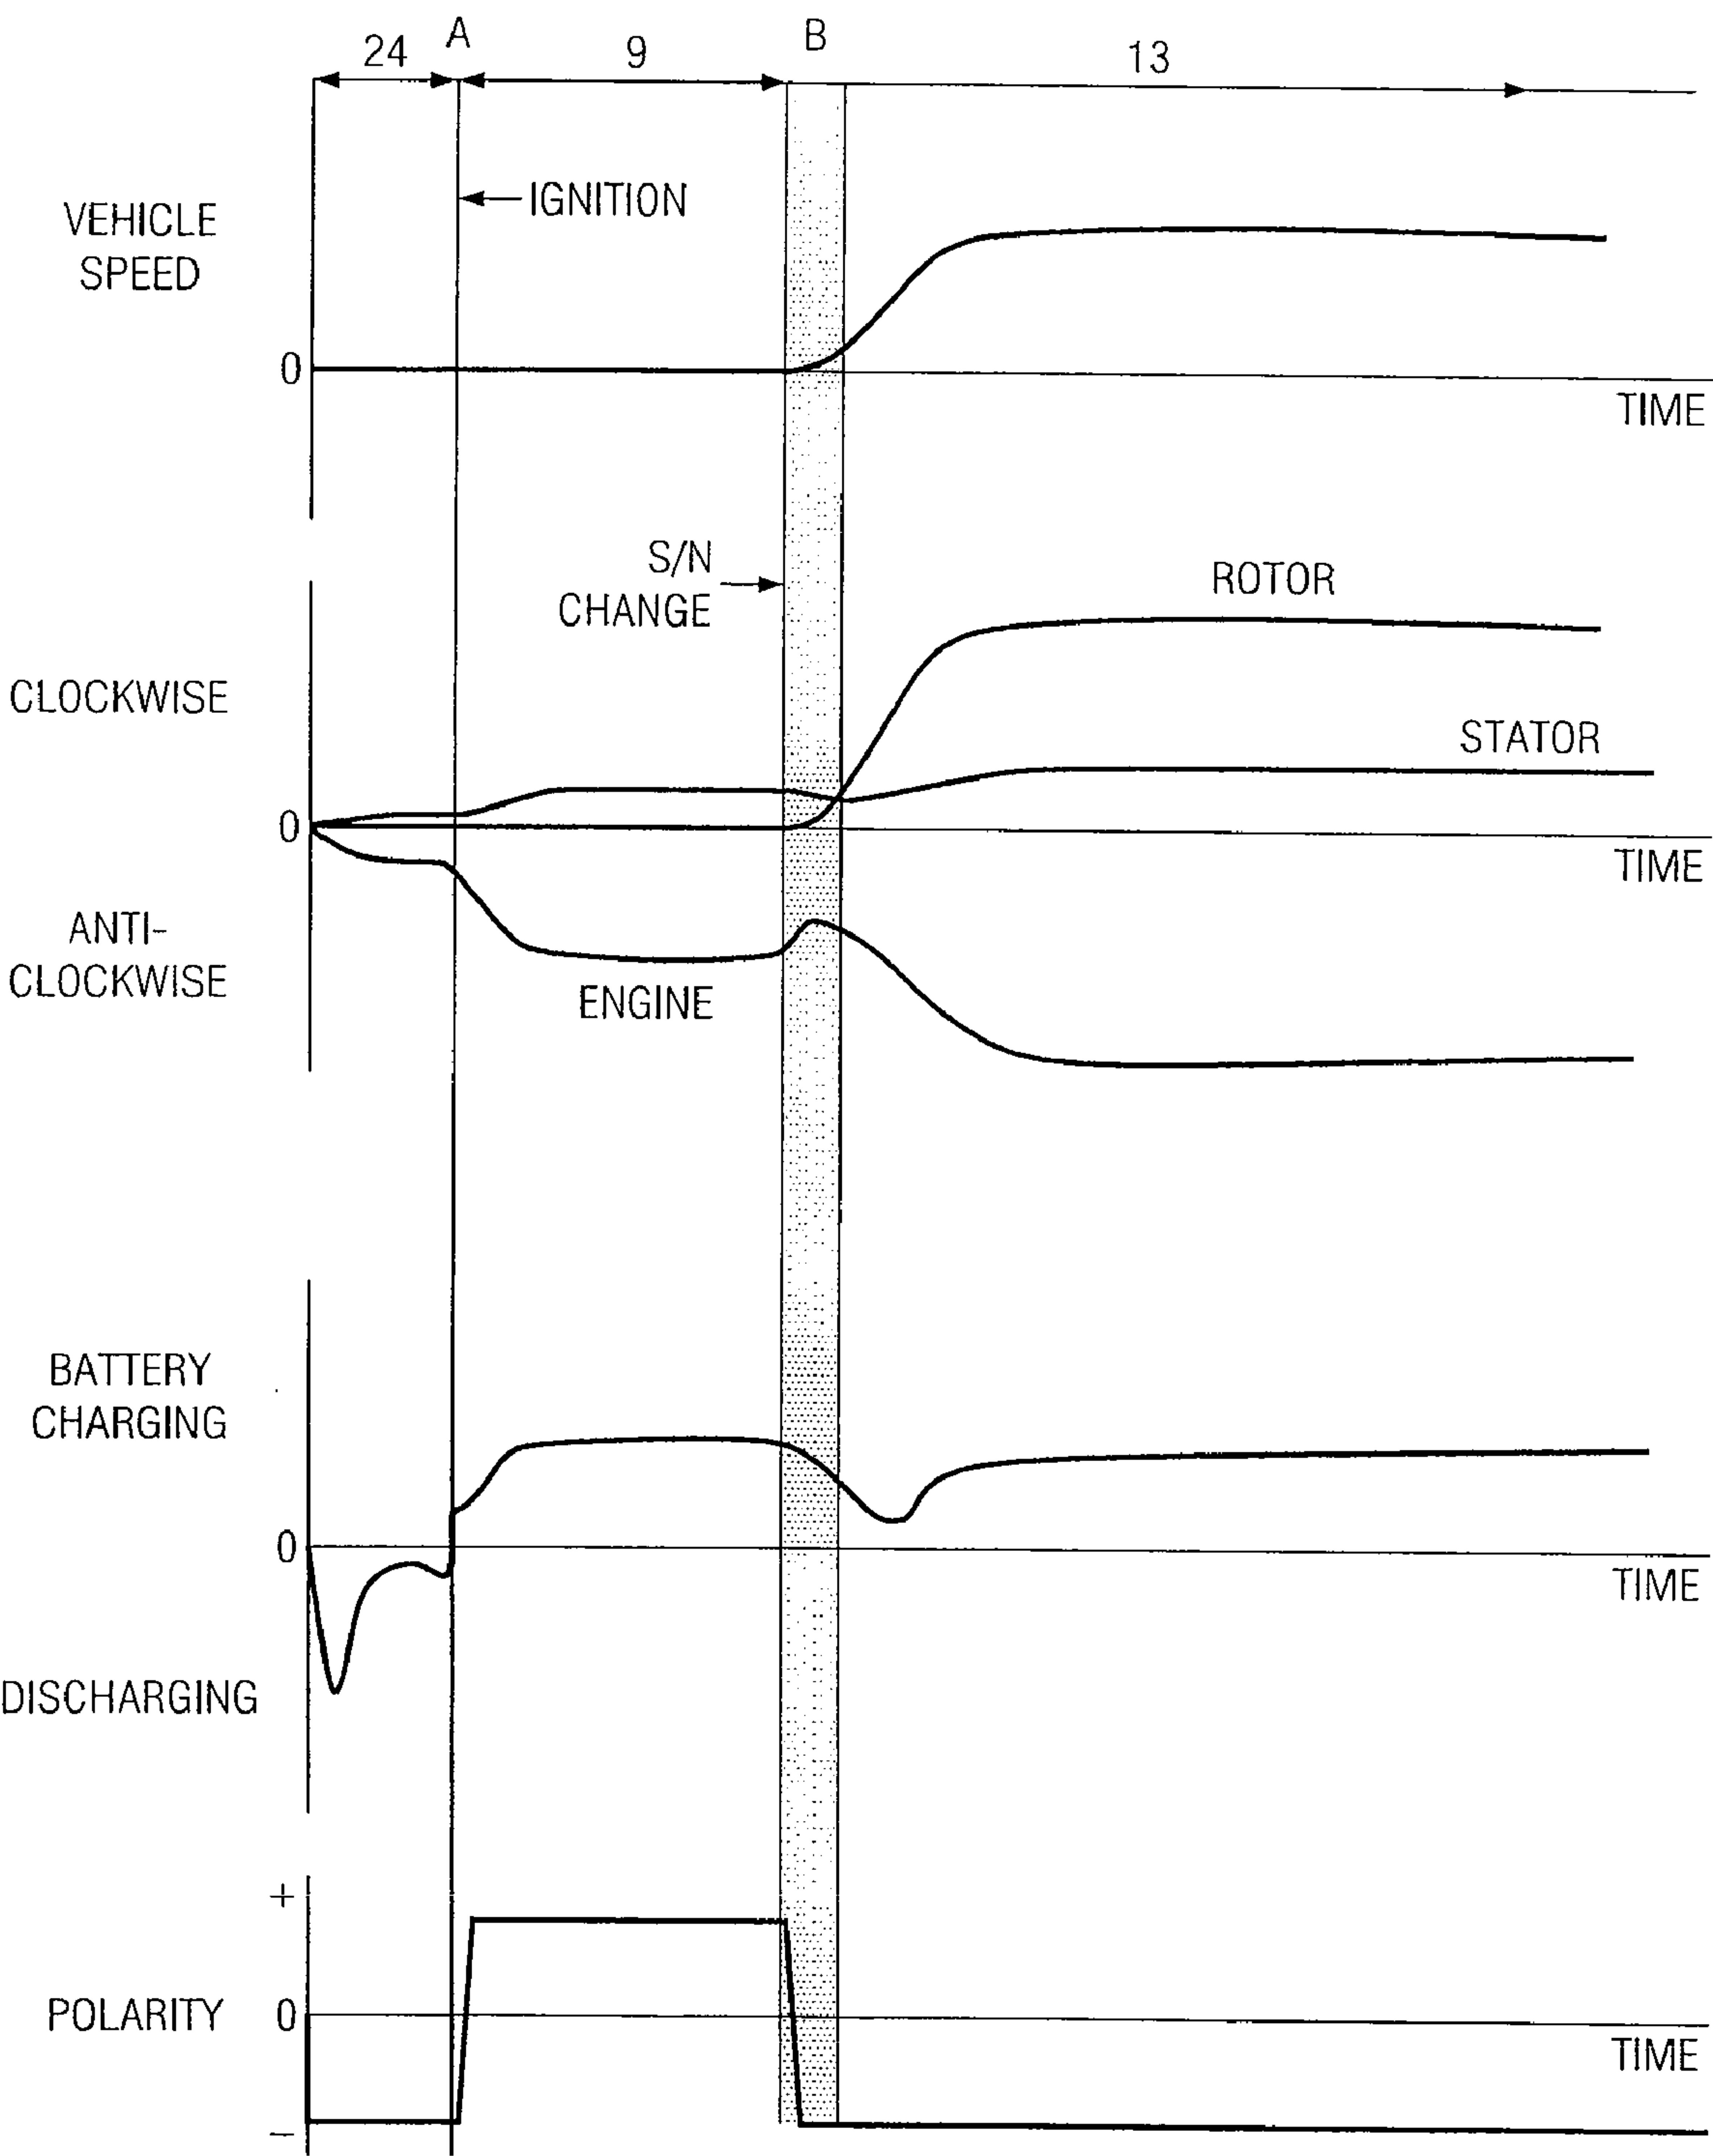 24 A 9 B 13
IGNITION
VEHICLE
SPEED
0
TIME
S/N
CHANGE
ROTOR
CLOCKWISE
STATOR
0
TIME
ANTI-
CLOCKWISE
ENGINE
BATTERY
CHARGING
0
TIME
DISCHARGING
+
POLARITY 0
TIME
−